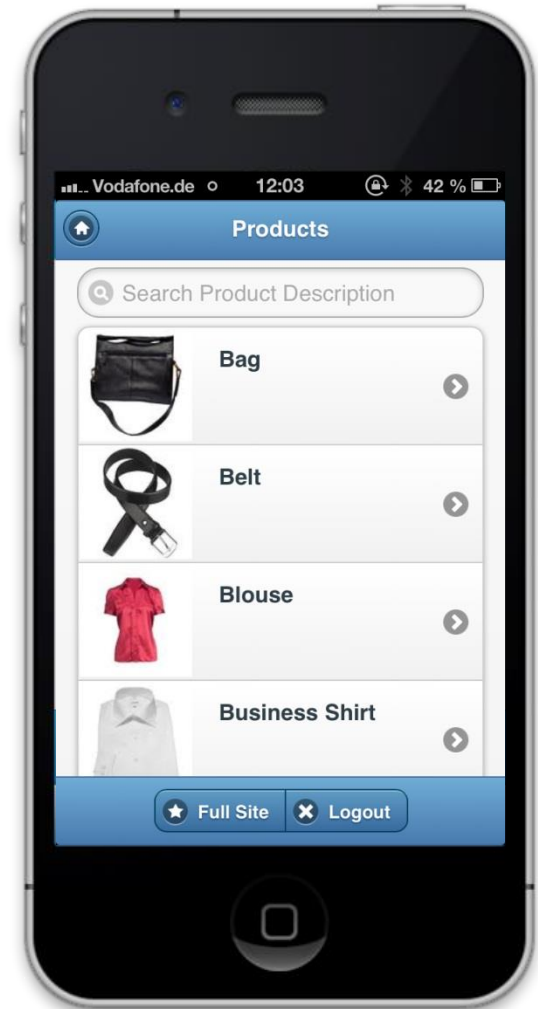 Vodafone.de 12:03 42 %
Products
Search Product Description
Bag
Belt
Blouse
Business Shirt
Full Site Logout